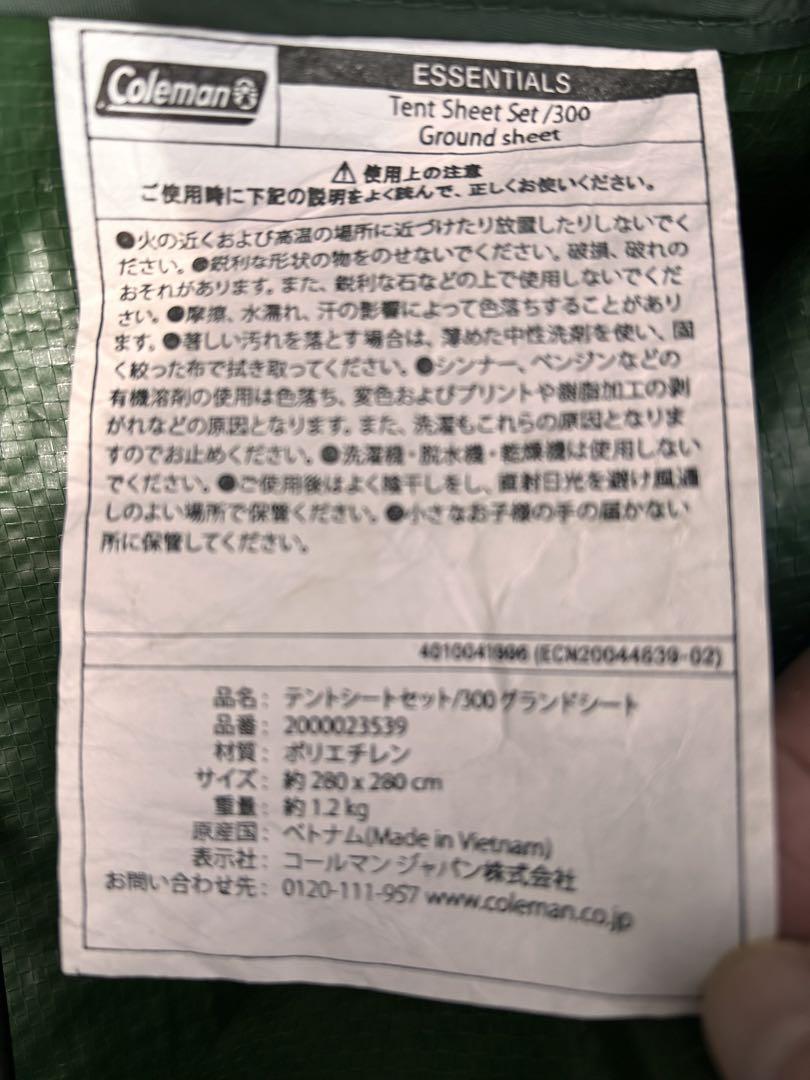 Coleman
ESSENTIALS
Tent Sheet Set /300
Ground sheet
⚠ 使用上の注意
ご使用時に下記の説明をよく読んで、正しくお使いください。
●火の近くおよび高温の場所に近づけたり放置したりしないでく
ださい。●鋭利な形状の物をのせないでください。破損、破れの
おそれがあります。また、鋭利な石などの上で使用しないでくだ
さい。●摩擦、水濡れ、汗の影響によって色落ちすることがあり
ます。●著しい汚れを落とす場合は、薄めた中性洗剤を使い、固
く絞った布で拭き取ってください。●シンナー、ベンジンなどの
有機溶剤の使用は色落ち、変色およびプリントや樹脂加工の剥
がれなどの原因となります。また、洗濯もこれらの原因となりま
すのでお止めください。●洗濯機・脱水機・乾燥機は使用しない
でください。●ご使用後はよく陰干しをし、直射日光を避け風通
しのよい場所で保管ください。●小さなお子様の手の届かない
所に保管してください。
(ECN20044639-02)
品名： テントシートセット/300グランドシート
品番： 2000023539
材質： ポリエチレン
サイズ： 約 280 x 280 cm
重量： 約 1.2 kg
原産国： ベトナム(Made in Vietnam)
表示社： コールマン ジャパン株式会社
お問い合わせ先： 0120-111-957 www.coleman.co.jp